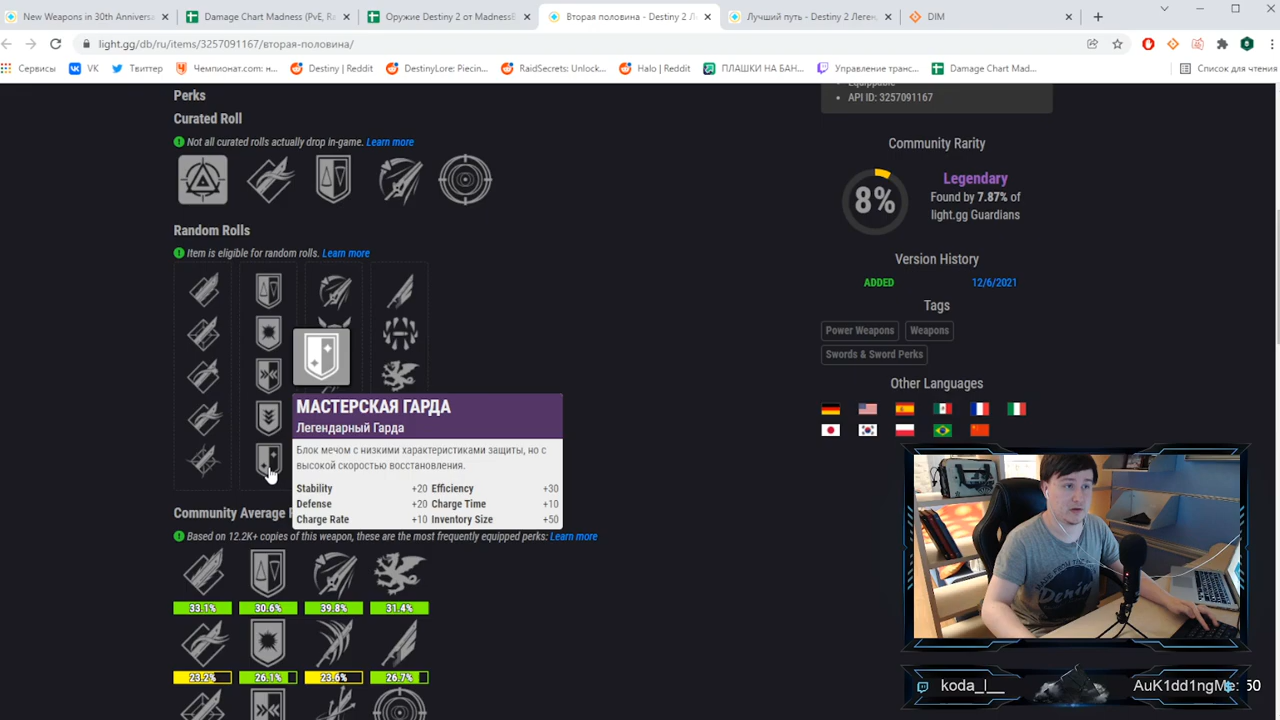 New Weapons in 30th Anniversa
Damage Chart Madness (PvE, Ra
Оружие Destiny 2 от MadnessB
Вторая половина - Destiny 2 Ле
Лучший путь - Destiny 2 Леген
DIM
light.gg/db/ru/items/3257091167/вторая-половина/
Сервисы
VK
Твиттер
Чемпионат.com: н...
Destiny | Reddit
DestinyLore: Piecin...
RaidSecrets: Unlock...
Halo | Reddit
ПЛАШКИ НА БАН...
Управление транс...
Damage Chart Mad...
Список для чтения
Equippable
API ID: 3257091167
Perks
Curated Roll
Not all curated rolls actually drop in-game. Learn more
Random Rolls
Item is eligible for random rolls. Learn more
МАСТЕРСКАЯ ГАРДА
Легендарный Гарда
Блок мечом с низкими характеристиками защиты, но с
высокой скоростью восстановления.
Stability +20 Efficiency +30
Defense +20 Charge Time +10
Charge Rate +10 Inventory Size +50
Community Average
Based on 12.2K+ copies of this weapon, these are the most frequently equipped perks: Learn more
33.1% 30.6% 39.8% 31.4%
23.2% 26.1% 23.6% 26.7%
Community Rarity
8%
Legendary
Found by 7.87% of
light.gg Guardians
Version History
ADDED 12/6/2021
Tags
Power Weapons
Weapons
Swords & Sword Perks
Other Languages
Denim
koda_|__
AuK1dd1ngMe: 50